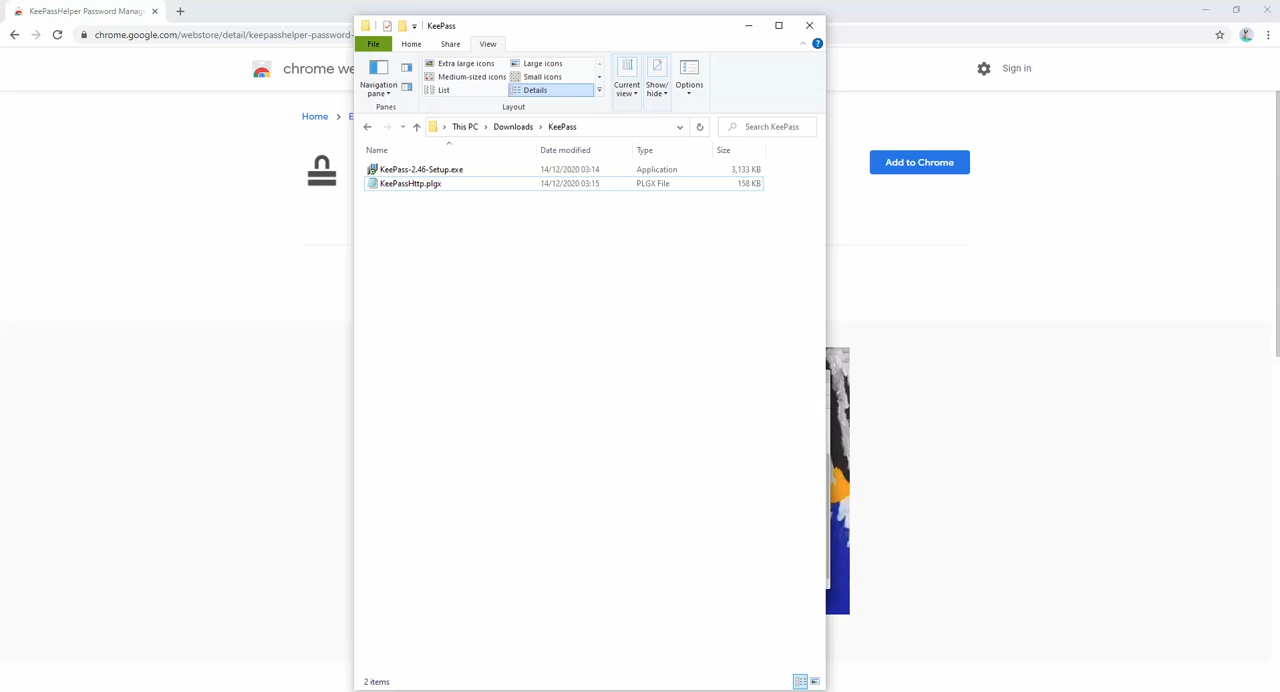 KeePassHelper Password Manag
chrome.google.com/webstore/detail/keepasshelper-password-
chrome we
Sign in
Home > E
Add to Chrome
KeePass
File Home Share View
Navigation pane
Extra large icons Large icons
Medium-sized icons Small icons
List Details
Current view
Show/ hide
Options
Panes Layout
This PC > Downloads > KeePass
Search KeePass
Name Date modified Type Size
KeePass-2.46-Setup.exe 14/12/2020 03:14 Application 3,133 KB
KeePassHttp.plgx 14/12/2020 03:15 PLGX File 158 KB
2 items